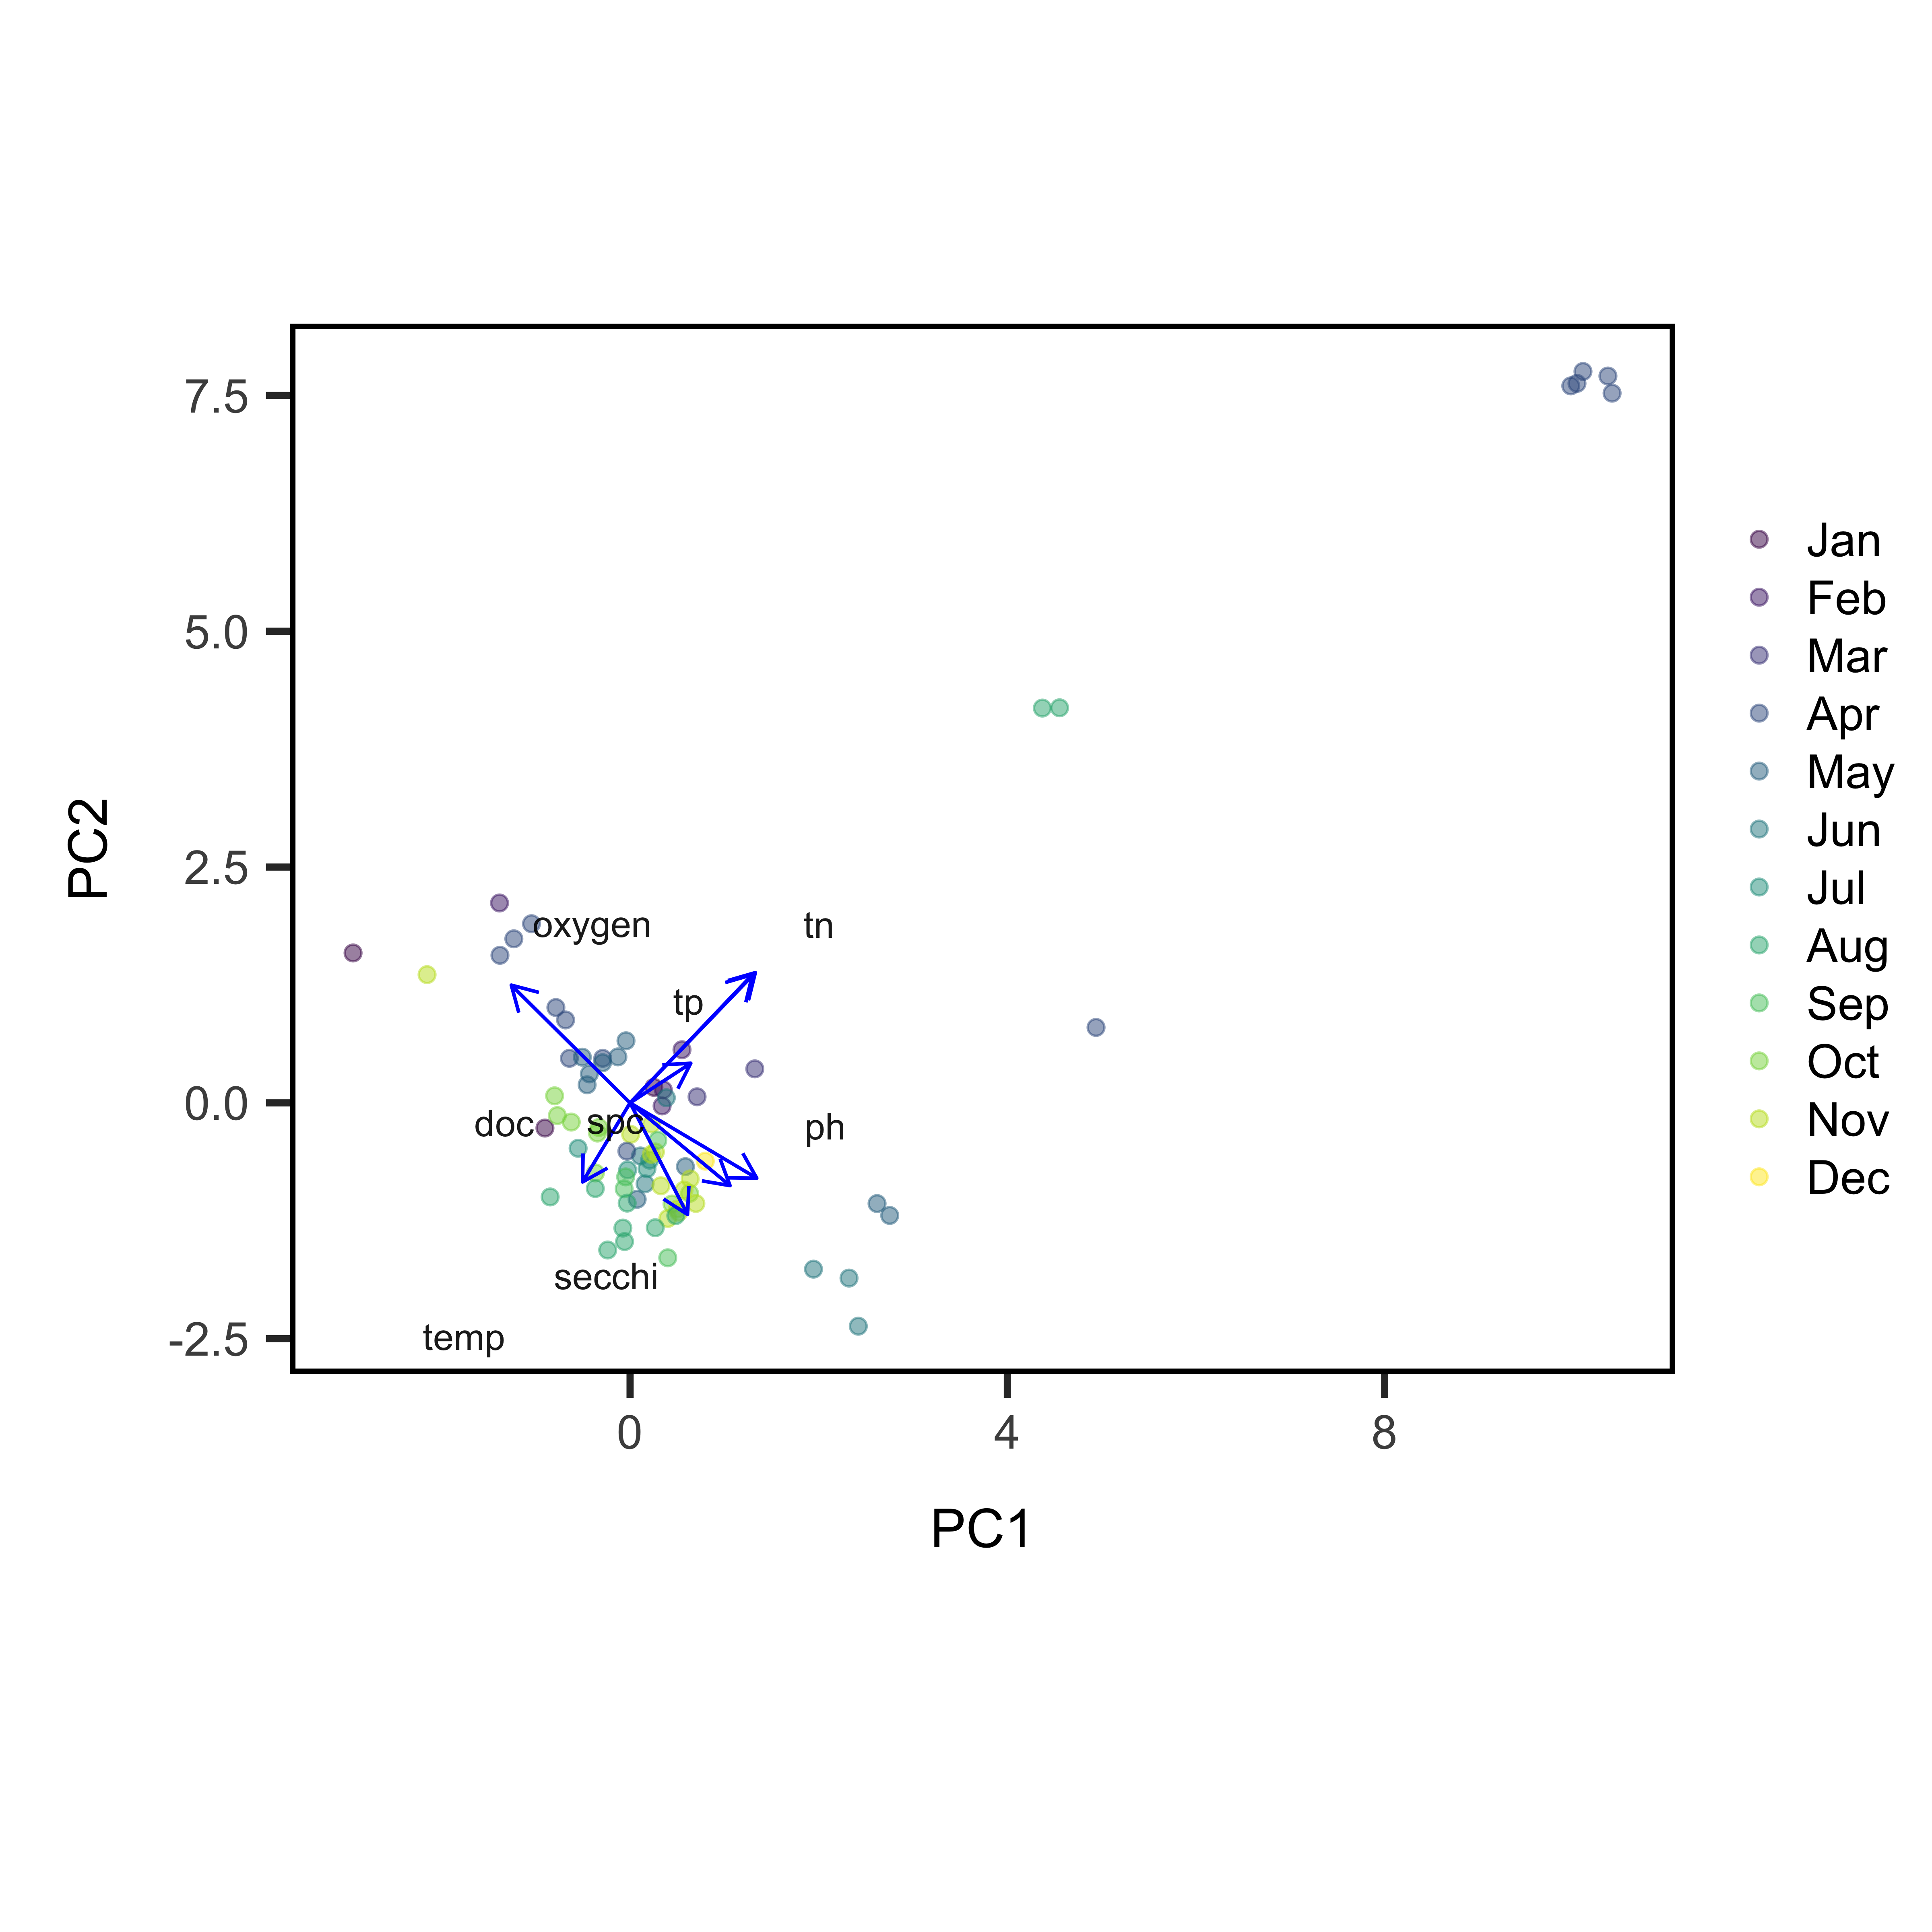 7.5
5.0
2.5
0.0
-2.5
PC2
oxygen
tn
tp
doc
spc
ph
secchi
temp
0
4
8
PC1
Jan
Feb
Mar
Apr
May
Jun
Jul
Aug
Sep
Oct
Nov
Dec